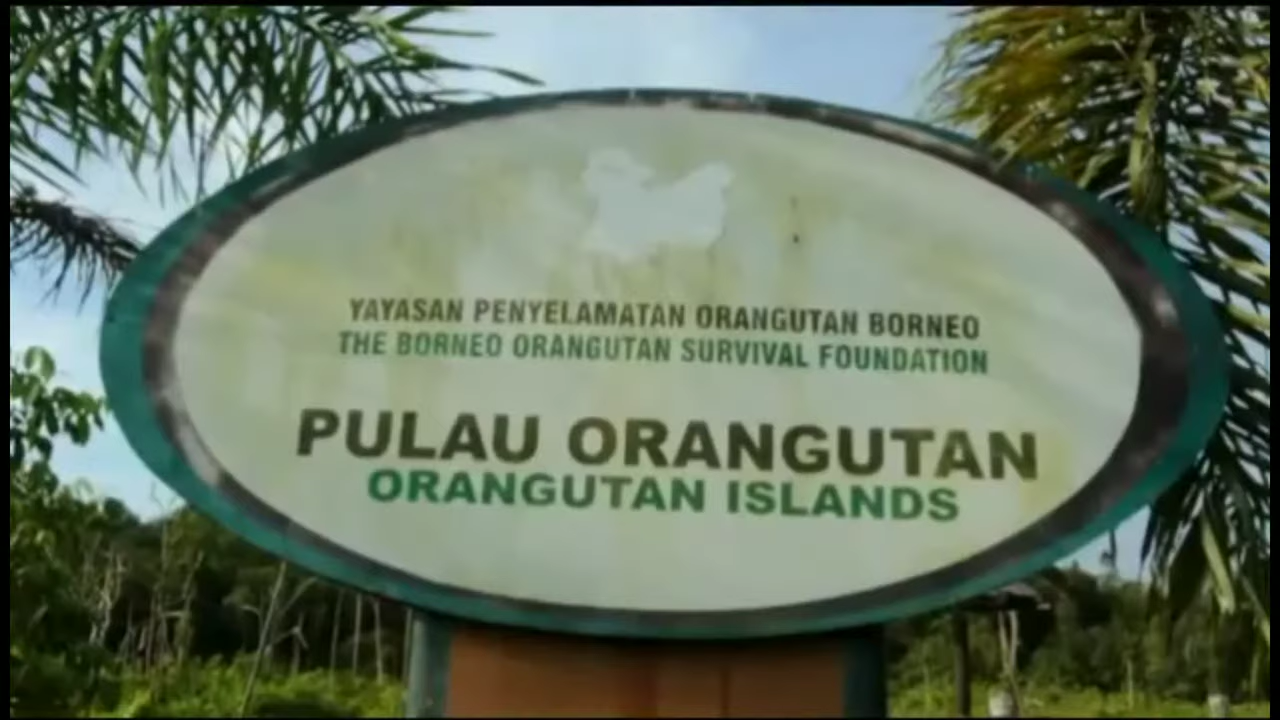 YAYASAN PENYELAMATAN ORANGUTAN BORNEO
THE BORNEO ORANGUTAN SURVIVAL FOUNDATION
PULAU ORANGUTAN
ORANGUTAN ISLANDS